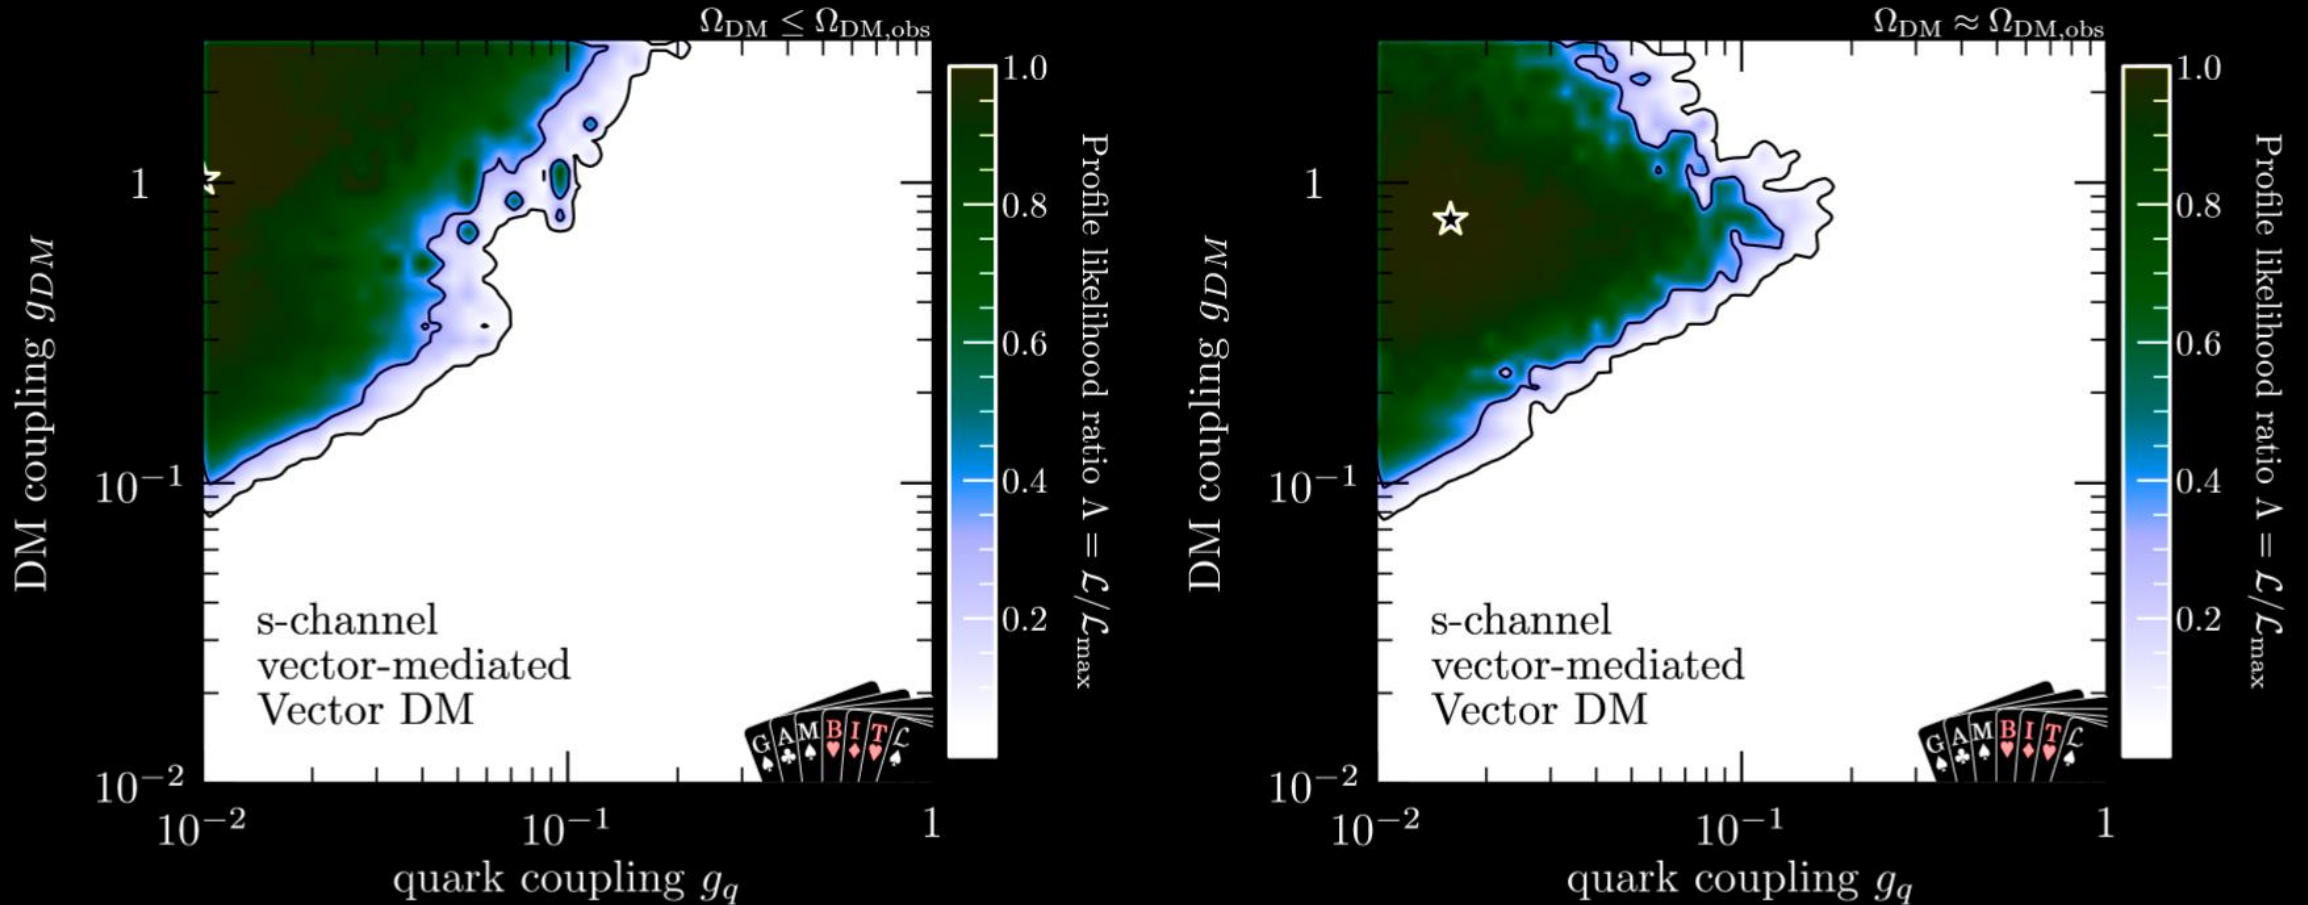 Ω_DM ≤ Ω_DM,obs
1.0
0.8
0.6
0.4
0.2
Profile likelihood ratio Λ = ℒ/ℒ_max
1
10⁻¹
10⁻²
DM coupling g_DM
s-channel
vector-mediated
Vector DM
GAMBIT ℒ
10⁻²
10⁻¹
1
quark coupling g_q
Ω_DM ≈ Ω_DM,obs
1.0
0.8
0.6
0.4
0.2
Profile likelihood ratio Λ = ℒ/ℒ_max
1
10⁻¹
10⁻²
DM coupling g_DM
s-channel
vector-mediated
Vector DM
GAMBIT ℒ
10⁻²
10⁻¹
1
quark coupling g_q